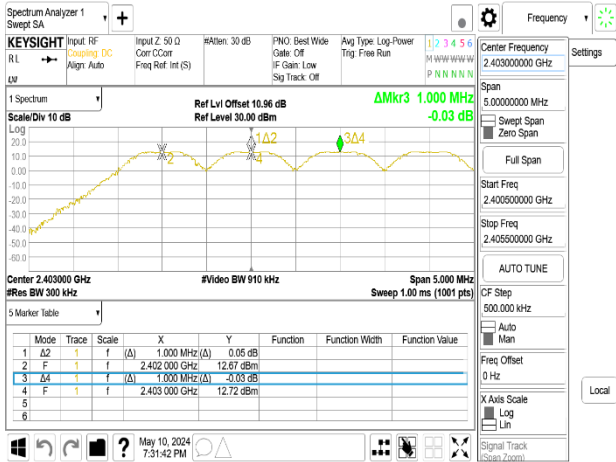 Spectrum Analyzer 1
Swept SA
+
Frequency
KEYSIGHT Input: RF Input Z: 50 Ω #Atten: 30 dB PNO: Best Wide Avg Type: Log-Power 1 2 3 4 5 6
RL Coupling: DC Corr CCorr Gate: Off Trig: Free Run M W W W W W
Align: Auto Freq Ref: Int (S) IF Gain: Low
Sig Track: Off P N N N N N
1 Spectrum Ref Lvl Offset 10.96 dB ΔMkr3 1.000 MHz
Scale/Div 10 dB Ref Level 30.00 dBm -0.03 dB
Log
20.0
10.0
0.00
-10.0
-20.0
-30.0
-40.0
-50.0
-60.0
2
1Δ2
4
3Δ4
Center 2.403000 GHz #Video BW 910 kHz Span 5.000 MHz
#Res BW 300 kHz Sweep 1.00 ms (1001 pts)
5 Marker Table
Mode Trace Scale X Y Function Function Width Function Value
1 Δ2 1 f (Δ) 1.000 MHz (Δ) 0.05 dB
2 F 1 f 2.402 000 GHz 12.67 dBm
3 Δ4 1 f (Δ) 1.000 MHz (Δ) -0.03 dB
4 F 1 f 2.403 000 GHz 12.72 dBm
5
6
May 10, 2024
7:31:42 PM
?
Center Frequency
2.403000000 GHz
Settings
Span
5.00000000 MHz
Swept Span
Zero Span
Full Span
Start Freq
2.400500000 GHz
Stop Freq
2.405500000 GHz
AUTO TUNE
CF Step
500.000 kHz
Auto
Man
Freq Offset
0 Hz
Local
X Axis Scale
Log
Lin
Signal Track
(Span Zoom)